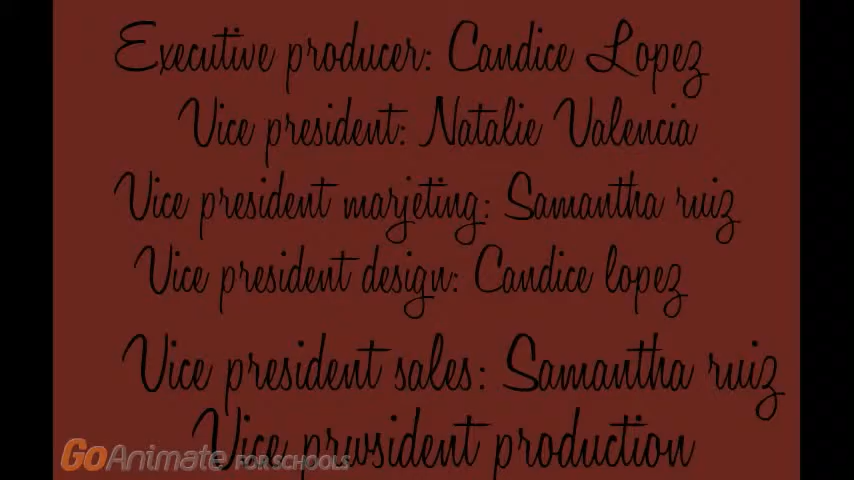 Executive producer: Candice Lopez
Vice president: Natalie Valencia
Vice president marjeting: Samantha ruiz
Vice president design: Candice lopez
Vice president sales: Samantha ruiz
Vice prwsident production
GoAnimate FOR SCHOOLS